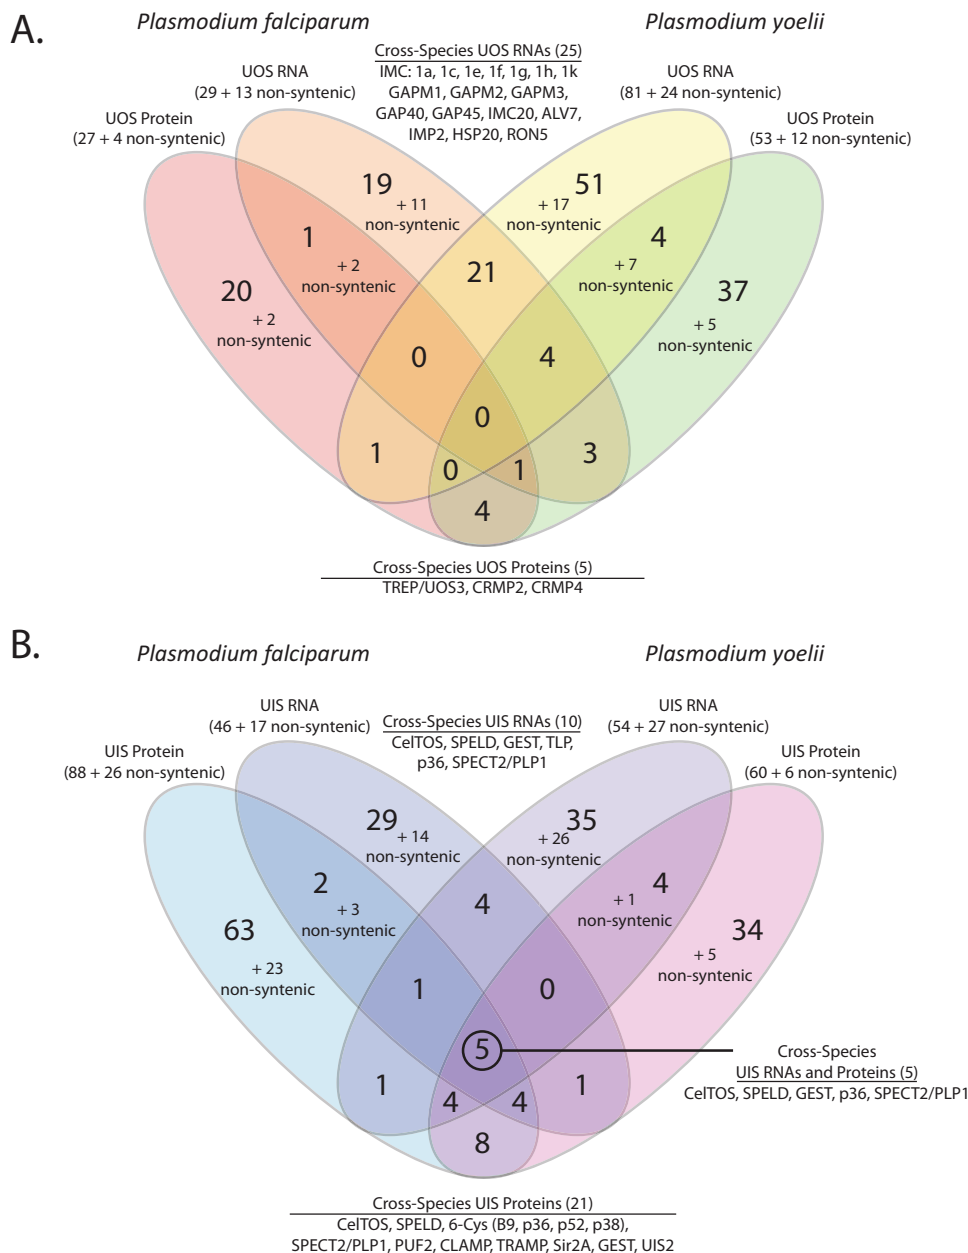 A.
Plasmodium falciparum
Plasmodium yoelii
Cross-Species UOS RNAs (25)
IMC: 1a, 1c, 1e, 1f, 1g, 1h, 1k
GAPM1, GAPM2, GAPM3,
GAP40, GAP45, IMC20, ALV7,
IMP2, HSP20, RON5
UOS RNA
(29 + 13 non-syntenic)
UOS RNA
(81 + 24 non-syntenic)
UOS Protein
(27 + 4 non-syntenic)
UOS Protein
(53 + 12 non-syntenic)
19
+ 11
non-syntenic
51
+ 17
non-syntenic
1
+ 2
non-syntenic
21
4
+ 7
non-syntenic
20
+ 2
non-syntenic
37
+ 5
non-syntenic
0
4
0
1
0
1
3
4
Cross-Species UOS Proteins (5)
TREP/UOS3, CRMP2, CRMP4
B.
Plasmodium falciparum
Plasmodium yoelii
UIS RNA
(46 + 17 non-syntenic)
Cross-Species UIS RNAs (10)
CelTOS, SPELD, GEST, TLP,
p36, SPECT2/PLP1
UIS RNA
(54 + 27 non-syntenic)
UIS Protein
(88 + 26 non-syntenic)
UIS Protein
(60 + 6 non-syntenic)
29
+ 14
non-syntenic
35
+ 26
non-syntenic
2
+ 3
non-syntenic
4
4
+ 1
non-syntenic
63
+ 23
non-syntenic
34
+ 5
non-syntenic
1
0
5
Cross-Species
UIS RNAs and Proteins (5)
CelTOS, SPELD, GEST, p36, SPECT2/PLP1
1
4
4
1
8
Cross-Species UIS Proteins (21)
CelTOS, SPELD, 6-Cys (B9, p36, p52, p38),
SPECT2/PLP1, PUF2, CLAMP, TRAMP, Sir2A, GEST, UIS2